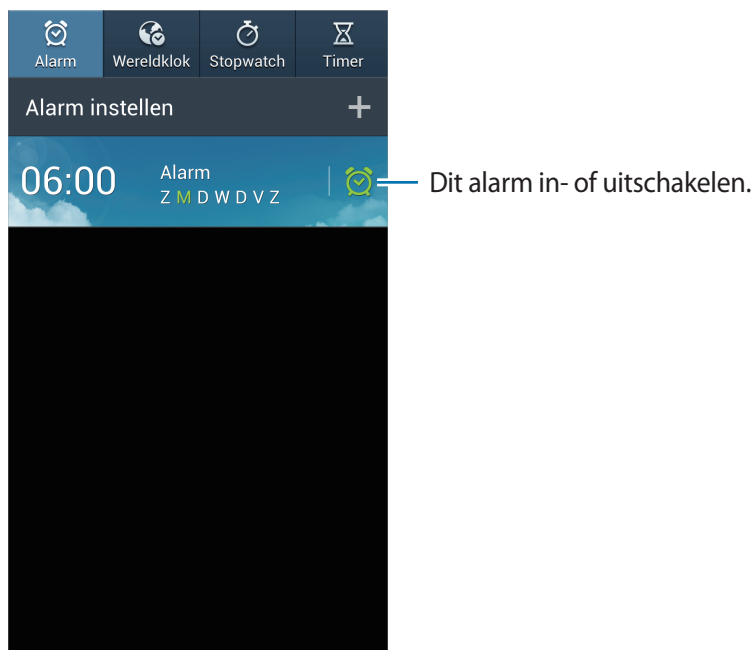 Alarm Wereldklok Stopwatch Timer
Alarm instellen
06:00 Alarm
Z M D W D V Z
Dit alarm in- of uitschakelen.